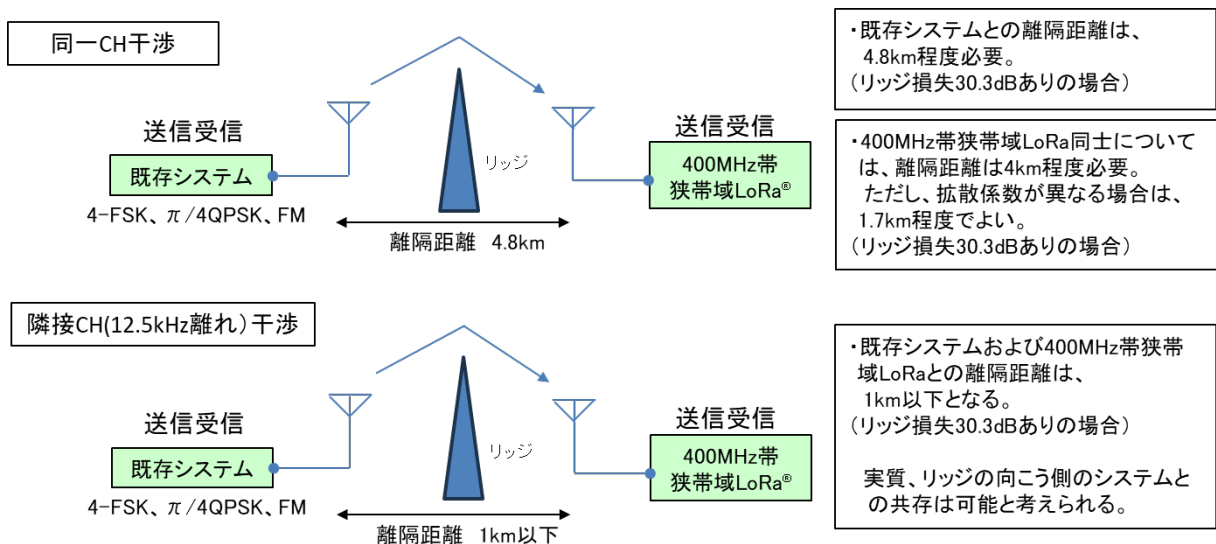 同一CH干渉
送信受信
既存システム
4-FSK、π/4QPSK、FM
リッジ
離隔距離 4.8km
送信受信
400MHz帯
狭帯域LoRa®
・既存システムとの離隔距離は、
4.8km程度必要。
(リッジ損失30.3dBありの場合)
・400MHz帯狭帯域LoRa同士について
は、離隔距離は4km程度必要。
ただし、拡散係数が異なる場合は、
1.7km程度でよい。
(リッジ損失30.3dBありの場合)
隣接CH(12.5kHz離れ)干渉
送信受信
既存システム
4-FSK、π/4QPSK、FM
リッジ
離隔距離 1km以下
送信受信
400MHz帯
狭帯域LoRa®
・既存システムおよび400MHz帯狭帯
域LoRaとの離隔距離は、
1km以下となる。
(リッジ損失30.3dBありの場合)
実質、リッジの向こう側のシステムと
の共存は可能と考えられる。